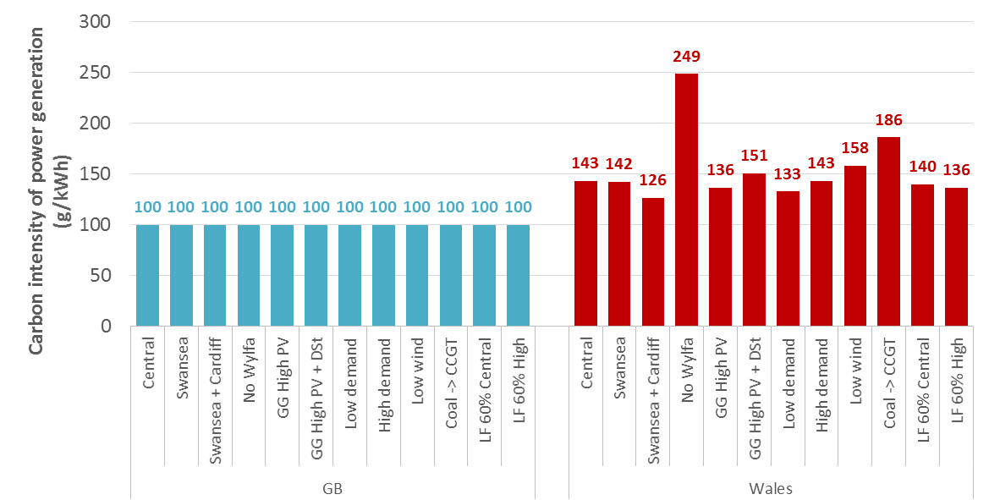 Carbon intensity of power generation
(g/kWh)
300
250
200
150
100
50
0
100 100 100 100 100 100 100 100 100 100 100 100
143 142 126 249 136 151 133 143 158 186 140 136
Central
Swansea
Swansea + Cardiff
No Wylfa
GG High PV
GG High PV + DSt
Low demand
High demand
Low wind
Coal -> CCGT
LF 60% Central
LF 60% High
Central
Swansea
Swansea + Cardiff
No Wylfa
GG High PV
GG High PV + DSt
Low demand
High demand
Low wind
Coal -> CCGT
LF 60% Central
LF 60% High
GB
Wales